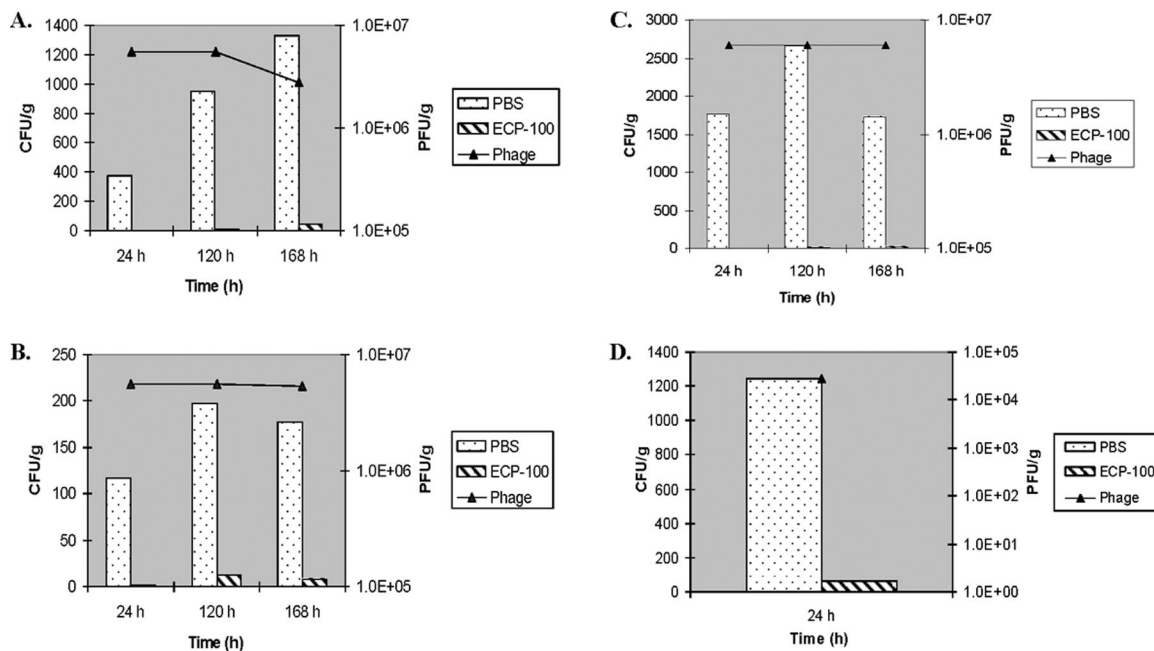 A.
1400
1200
1000
800
600
400
200
0
CFU/g
24 h 120 h 168 h
Time (h)
1.0E+07
1.0E+06
1.0E+05
PFU/g
PBS
ECP-100
Phage
C.
3000
2500
2000
1500
1000
500
0
CFU/g
24 h 120 h 168 h
Time (h)
1.0E+07
1.0E+06
1.0E+05
PFU/g
PBS
ECP-100
Phage
B.
250
200
150
100
50
0
CFU/g
24 h 120 h 168 h
Time (h)
1.0E+07
1.0E+06
1.0E+05
PFU/g
PBS
ECP-100
Phage
D.
1400
1200
1000
800
600
400
200
0
CFU/g
24 h
Time (h)
1.0E+05
1.0E+04
1.0E+03
1.0E+02
1.0E+01
1.0E+00
PFU/g
PBS
ECP-100
Phage